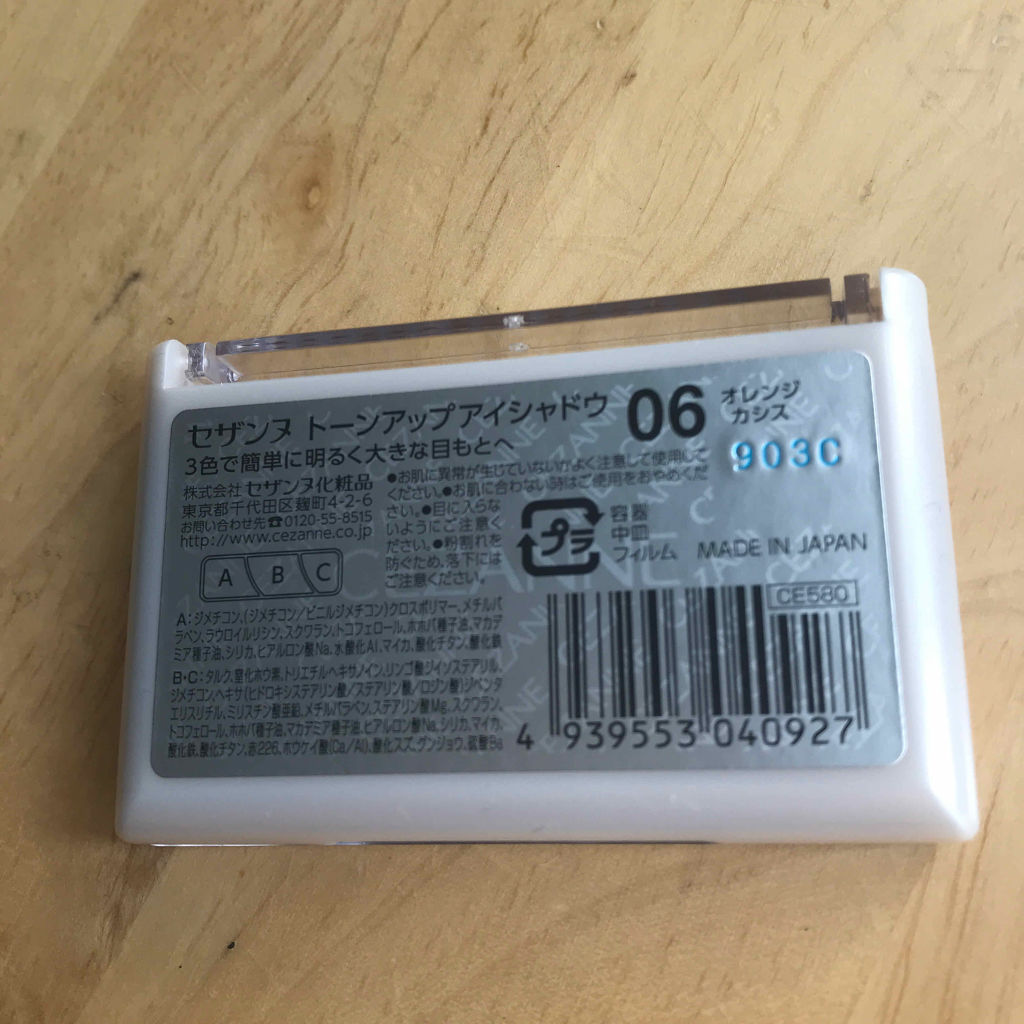 セザンヌ トーンアップアイシャドウ
06
オレンジ
カシス
3色で簡単に明るく大きな目もとへ
903C
株式会社 セザンヌ化粧品
東京都千代田区麹町4-2-6
お問い合わせ先☎0120-55-8515
http://www.cezanne.co.jp
●お肌に異常が生じていないかよく注意して使用して
ください。●お肌に合わない時はご使用をおやめくだ
さい。●目に入らな
いようにご注意く
ださい。●粉割れを
防ぐため、落下には
ご注意ください。
プラ
容器
中皿
フィルム
MADE IN JAPAN
A B C
CE580
A:ジメチコン、(ジメチコン/ビニルジメチコン)クロスポリマー、メチルパ
ラベン、ラウロイルリシン、スクワラン、トコフェロール、ホホバ種子油、マカデ
ミア種子油、シリカ、ヒアルロン酸Na、水酸化Al、マイカ、酸化チタン、酸化鉄
B・C:タルク、窒化ホウ素、トリエチルヘキサノイン、リンゴ酸ジイソステアリル、
ジメチコン、ヘキサ(ヒドロキシステアリン酸/ステアリン酸/ロジン酸)ジペンタ
エリスリチル、ミリスチン酸亜鉛、メチルパラベン、ステアリン酸Mg、スクワラン、
トコフェロール、ホホバ種子油、マカデミア種子油、ヒアルロン酸Na、シリカ、マイカ、
酸化鉄、酸化チタン、赤226、ホウケイ酸(Ca/Al)、酸化スズ、グンジョウ、硫酸Ba
4 939553 040927
CEZANNE